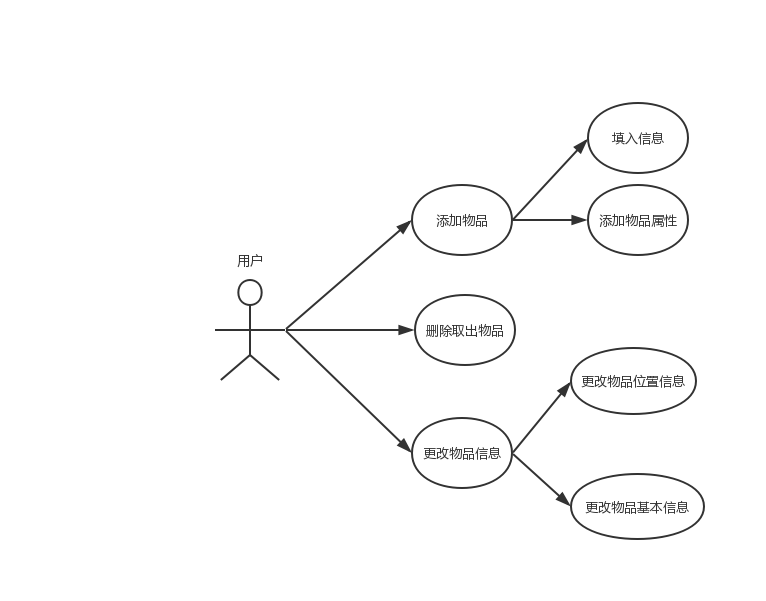 填入信息
添加物品
添加物品属性
用户
删除取出物品
更改物品位置信息
更改物品信息
更改物品基本信息